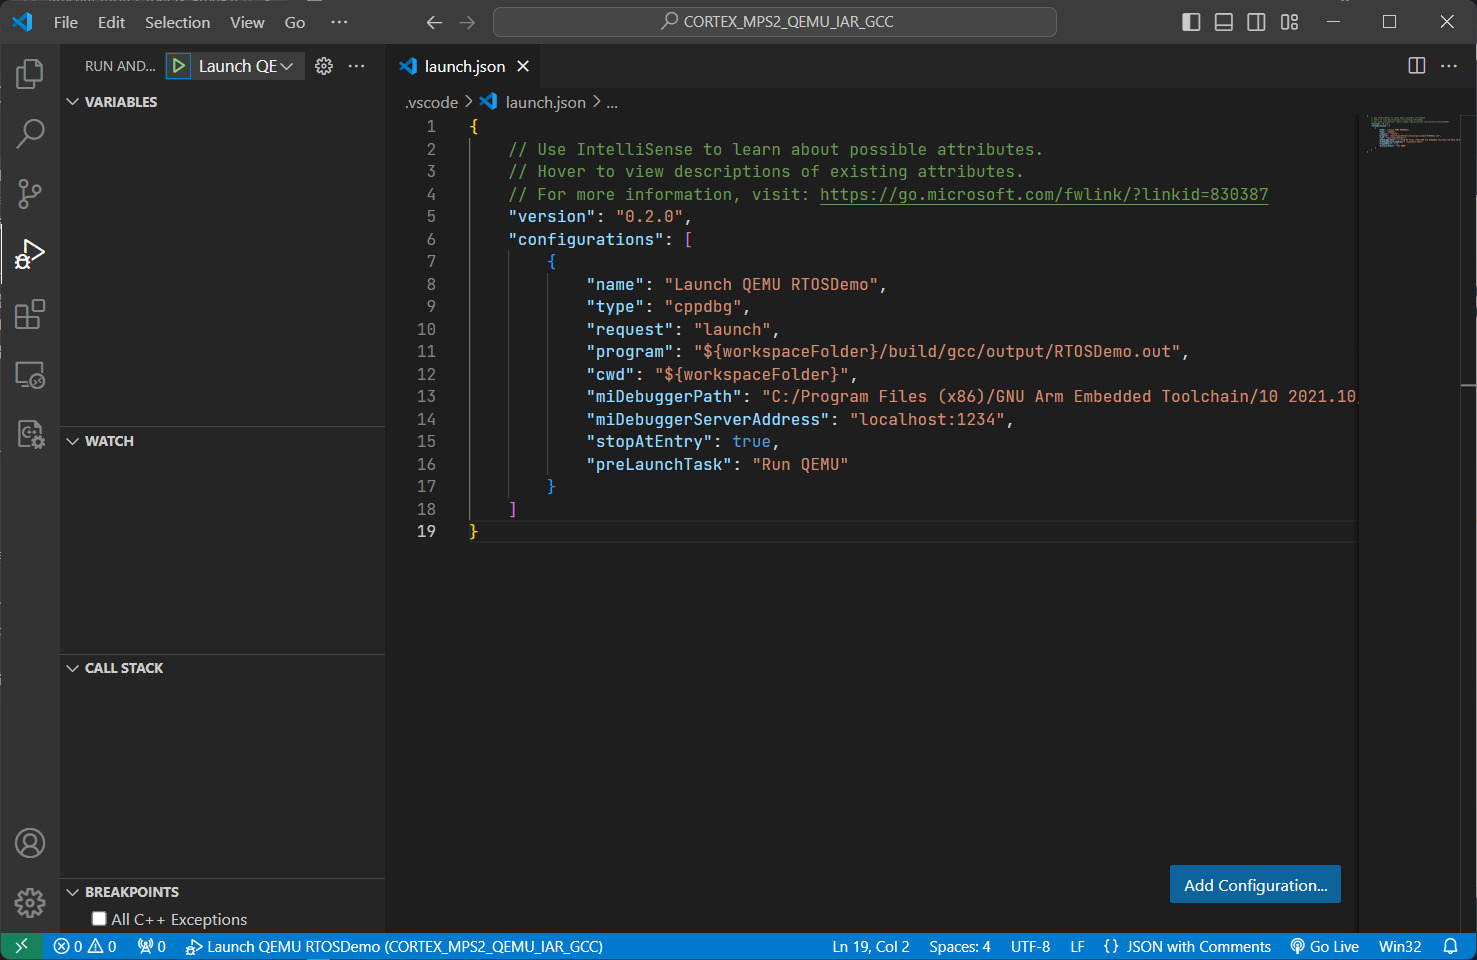 File Edit Selection View Go ··· CORTEX_MPS2_QEMU_IAR_GCC
RUN AND... Launch QE
VARIABLES
WATCH
CALL STACK
BREAKPOINTS
All C++ Exceptions
launch.json
.vscode > launch.json > ...
1 {
2 // Use IntelliSense to learn about possible attributes.
3 // Hover to view descriptions of existing attributes.
4 // For more information, visit: https://go.microsoft.com/fwlink/?linkid=830387
5 "version": "0.2.0",
6 "configurations": [
7 {
8 "name": "Launch QEMU RTOSDemo",
9 "type": "cppdbg",
10 "request": "launch",
11 "program": "${workspaceFolder}/build/gcc/output/RTOSDemo.out",
12 "cwd": "${workspaceFolder}",
13 "miDebuggerPath": "C:/Program Files (x86)/GNU Arm Embedded Toolchain/10 2021.10/
14 "miDebuggerServerAddress": "localhost:1234",
15 "stopAtEntry": true,
16 "preLaunchTask": "Run QEMU"
17 }
18 ]
19 }
Add Configuration...
0 0 0 Launch QEMU RTOSDemo (CORTEX_MPS2_QEMU_IAR_GCC) Ln 19, Col 2 Spaces: 4 UTF-8 LF {} JSON with Comments Go Live Win32